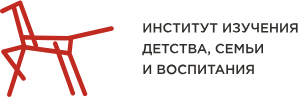 ИНСТИТУТ ИЗУЧЕНИЯ
ДЕТСТВА, СЕМЬИ
И ВОСПИТАНИЯ